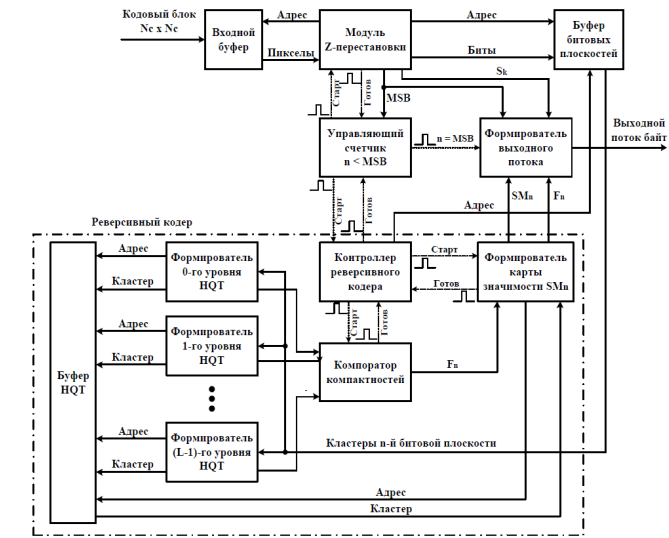 Кодовый блок
Nc x Nc
Входной
буфер
Адрес
Пикселы
Модуль
Z-перестановки
Адрес
Биты
Буфер
битовых
плоскостей
Sk
Старт
Готов
MSB
Управляющий
счетчик
n < MSB
n = MSB
Формирователь
выходного
потока
Выходной
поток байт
SMn
Fn
Старт
Готов
Адрес
Реверсивный кодер
Буфер
HQT
Адрес
Кластер
Формирователь
0-го уровня
HQT
Контроллер
реверсивного
кодера
Старт
Готов
Формирователь
карты
значимости SMn
Старт
Готов
Адрес
Кластер
Формирователь
1-го уровня
HQT
Компоратор
компактностей
Fn
Адрес
Кластер
Формирователь
(L-1)-го уровня
HQT
Кластеры n-й битовой плоскости
Адрес
Кластер